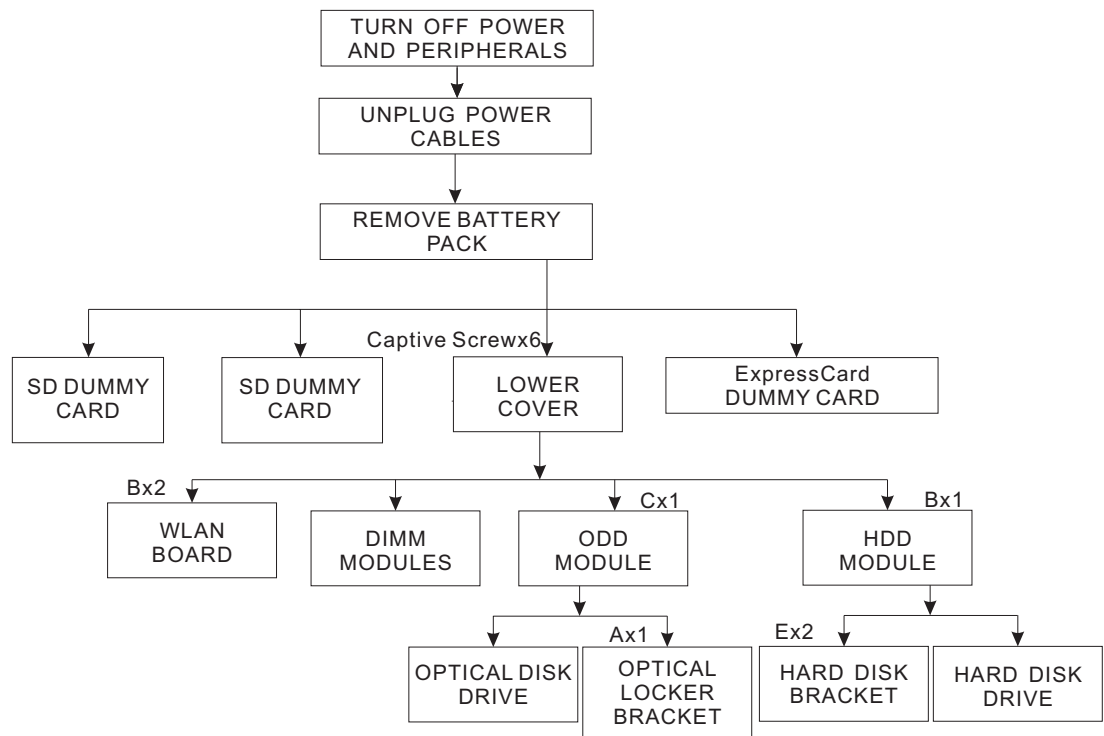 TURN OFF POWER
AND PERIPHERALS
UNPLUG POWER
CABLES
REMOVE BATTERY
PACK
Captive Screwx6
SD DUMMY
CARD
SD DUMMY
CARD
LOWER
COVER
ExpressCard
DUMMY CARD
Bx2
WLAN
BOARD
DIMM
MODULES
Cx1
ODD
MODULE
Bx1
HDD
MODULE
OPTICAL DISK
DRIVE
Ax1
OPTICAL
LOCKER
BRACKET
Ex2
HARD DISK
BRACKET
HARD DISK
DRIVE